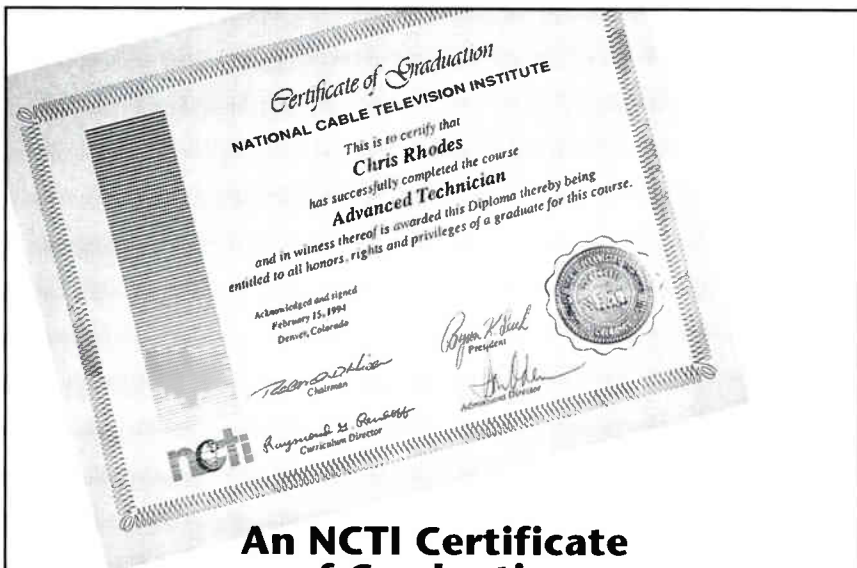 Certificate of Graduation
NATIONAL CABLE TELEVISION INSTITUTE
This is to certify that
Chris Rhodes
has successfully completed the course
Advanced Technician
and in witness thereof is awarded this Diploma thereby being
entitled to all honors, rights and privileges of a graduate for this course.
Acknowledged and signed
February 15, 1994
Denver, Colorado
President
Chairman
Director
Raymond G.
Curriculum Director
ncti
An NCTI Certificate